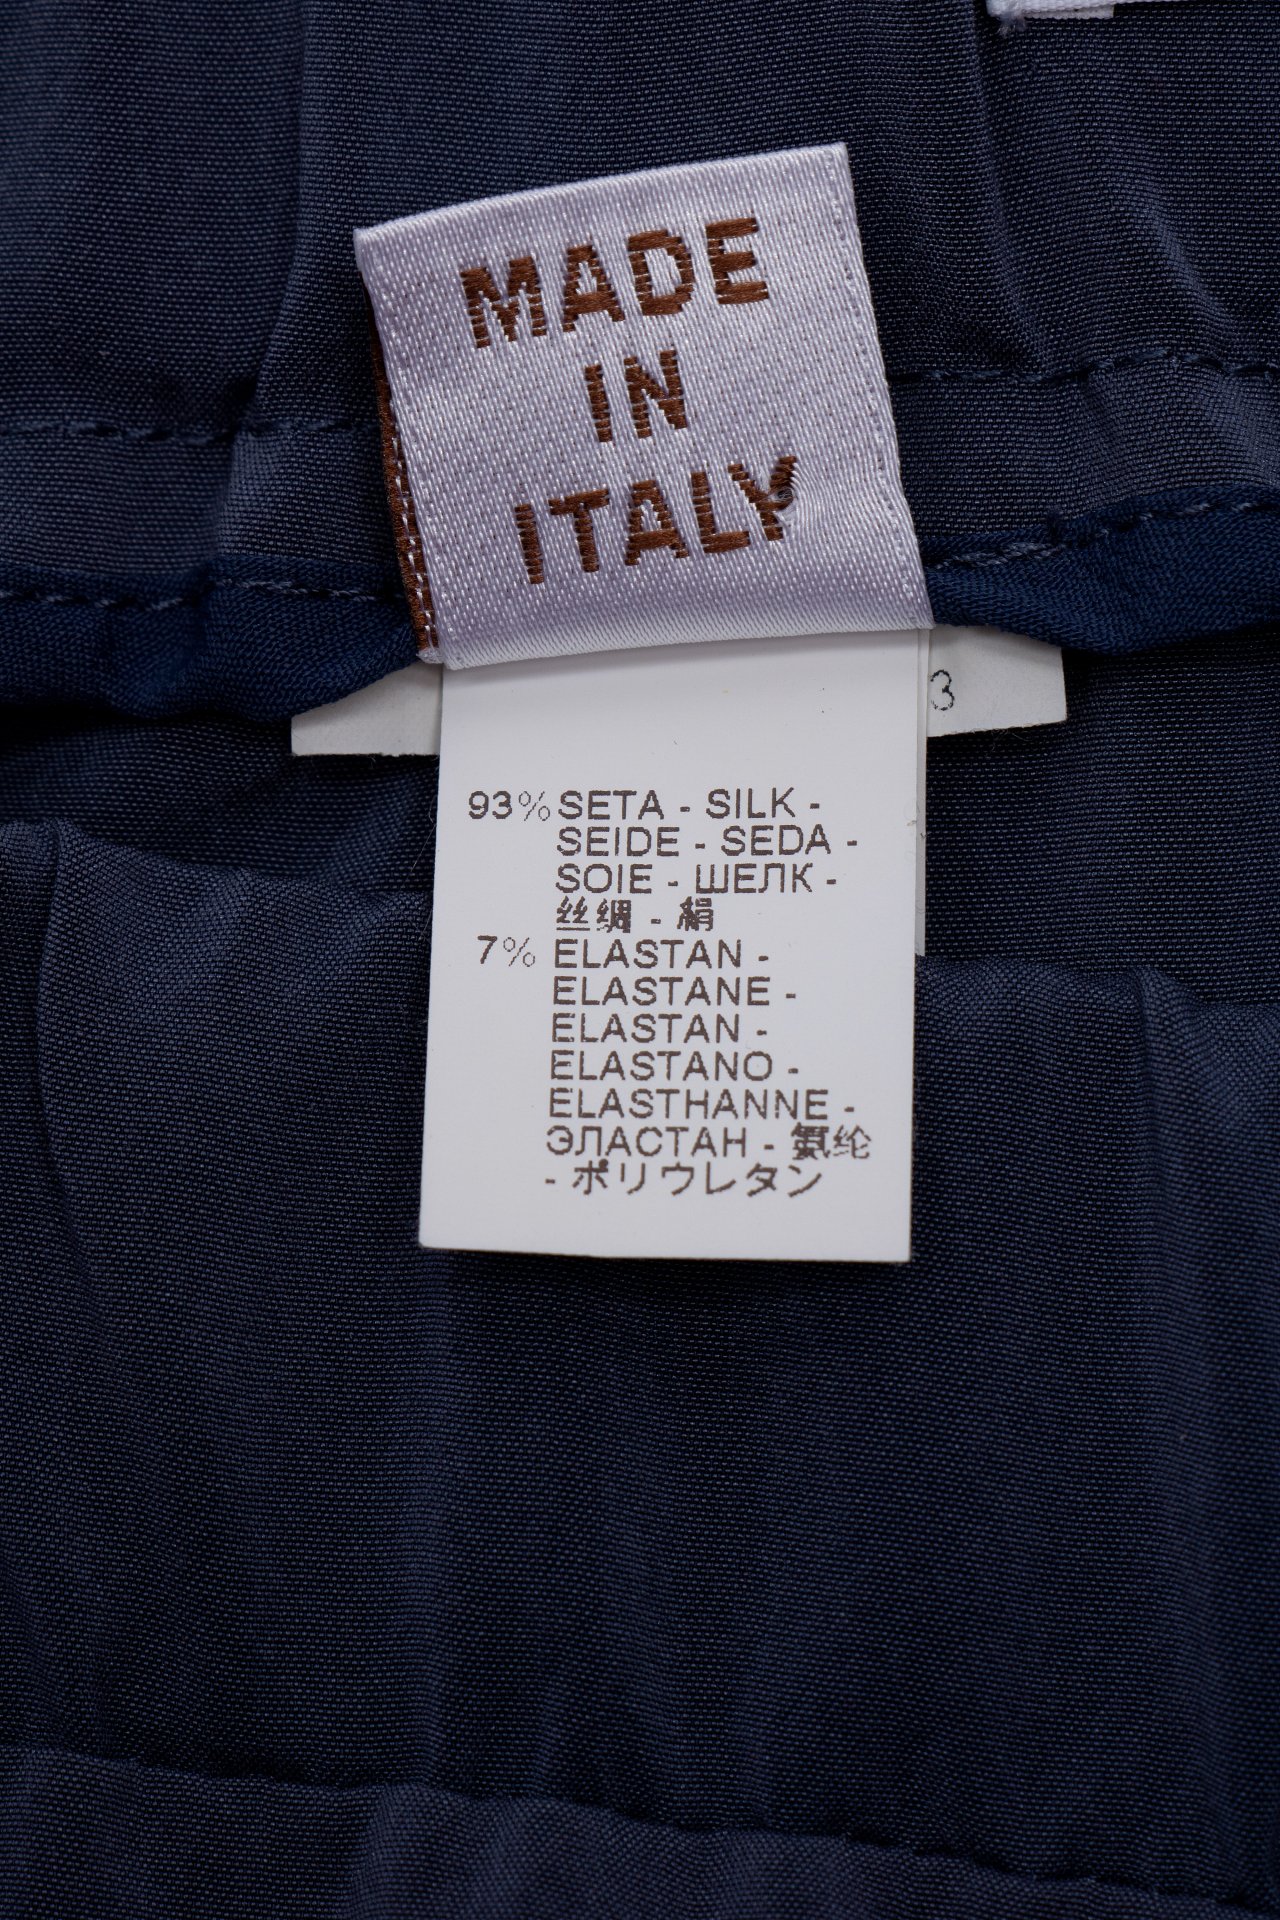 MADE
IN
ITALY
3
93% SETA - SILK -
SEIDE - SEDA -
SOIE - ШЕЛК -
丝绸 - 絹
7% ELASTAN -
ELASTANE -
ELASTAN -
ELASTANO -
ELASTHANNE -
ЭЛАСТАН - 氨纶
- ポリウレタン